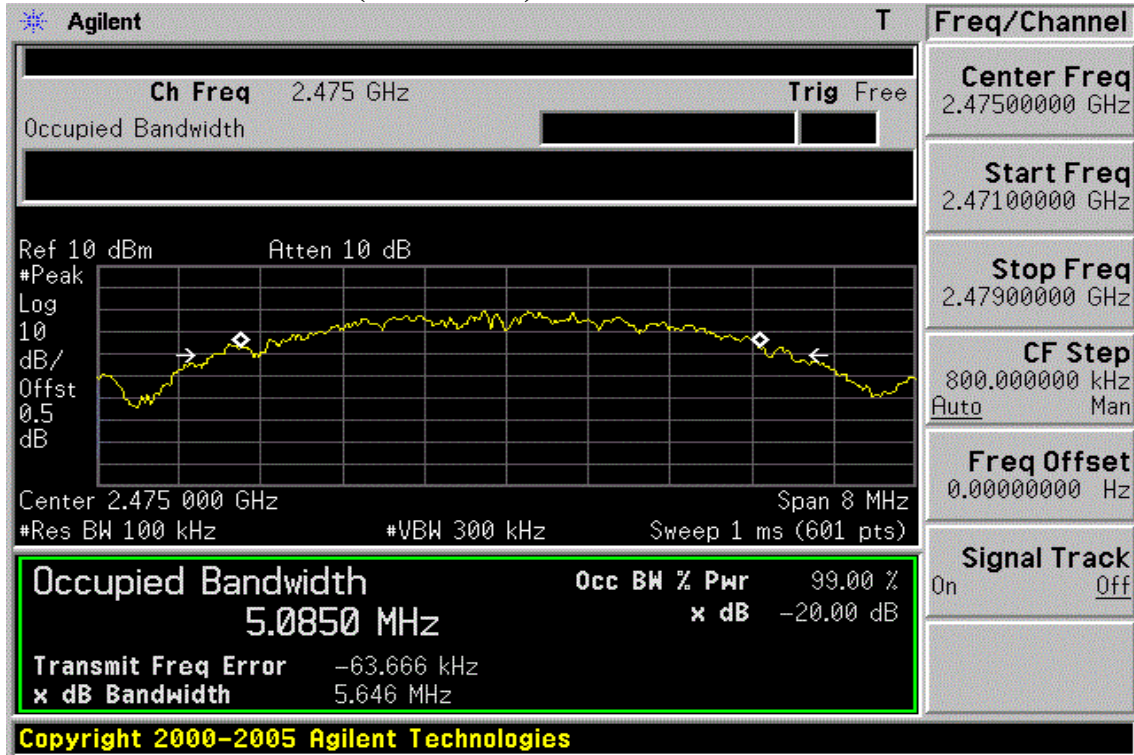 Agilent T
Ch Freq 2.475 GHz Trig Free
Occupied Bandwidth
Ref 10 dBm Atten 10 dB
#Peak
Log
10
dB/
Offst
0.5
dB
Center 2.475 000 GHz Span 8 MHz
#Res BW 100 kHz #VBW 300 kHz Sweep 1 ms (601 pts)
Occupied Bandwidth Occ BW % Pwr 99.00 %
5.0850 MHz x dB -20.00 dB
Transmit Freq Error -63.666 kHz
x dB Bandwidth 5.646 MHz
Copyright 2000-2005 Agilent Technologies
Freq/Channel
Center Freq
2.47500000 GHz
Start Freq
2.47100000 GHz
Stop Freq
2.47900000 GHz
CF Step
800.000000 kHz
Auto Man
Freq Offset
0.00000000 Hz
Signal Track
On Off